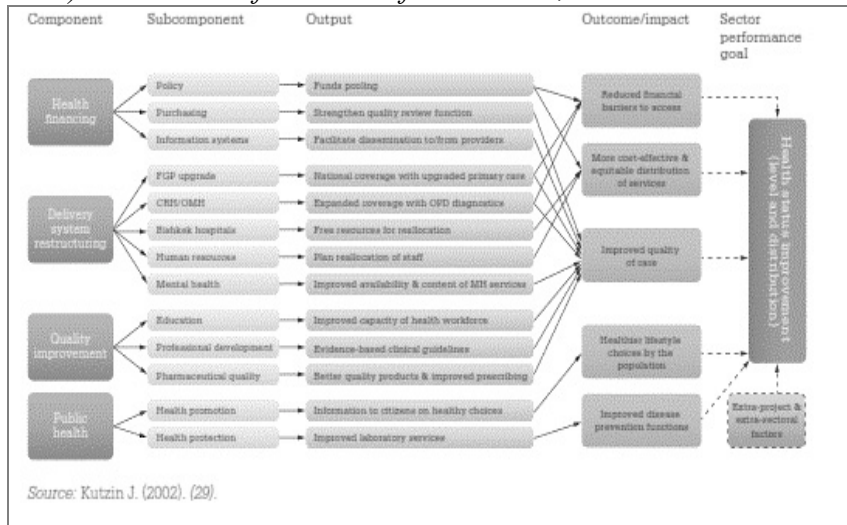 Component Subcomponent Output Outcome/impact Sector
performance
goal
Health
financing
Policy
Purchasing
Information systems
Funds pooling
Strengthen quality review function
Facilitate dissemination to/from providers
Delivery
system
restructuring
FGP upgrade
CRH/OMH
Bishkek hospitals
Human resources
Mental health
National coverage with upgraded primary care
Expanded coverage with OPD diagnostics
Free resources for reallocation
Plan reallocation of staff
Improved availability & content of MH services
Quality
improvement
Education
Professional development
Pharmaceutical quality
Improved capacity of health workforce
Evidence-based clinical guidelines
Better quality products & improved prescribing
Public
health
Health promotion
Health protection
Information to citizens on healthy choices
Improved laboratory services
Reduced financial
barriers to access
More cost-effective &
equitable distribution
of services
Improved quality
of care
Healthier lifestyle
choices by the
population
Improved disease
prevention functions
Health status improvement
(level and distribution)
Extra-project &
extra-sectoral
factors
Source: Kutzin J. (2002). (29).